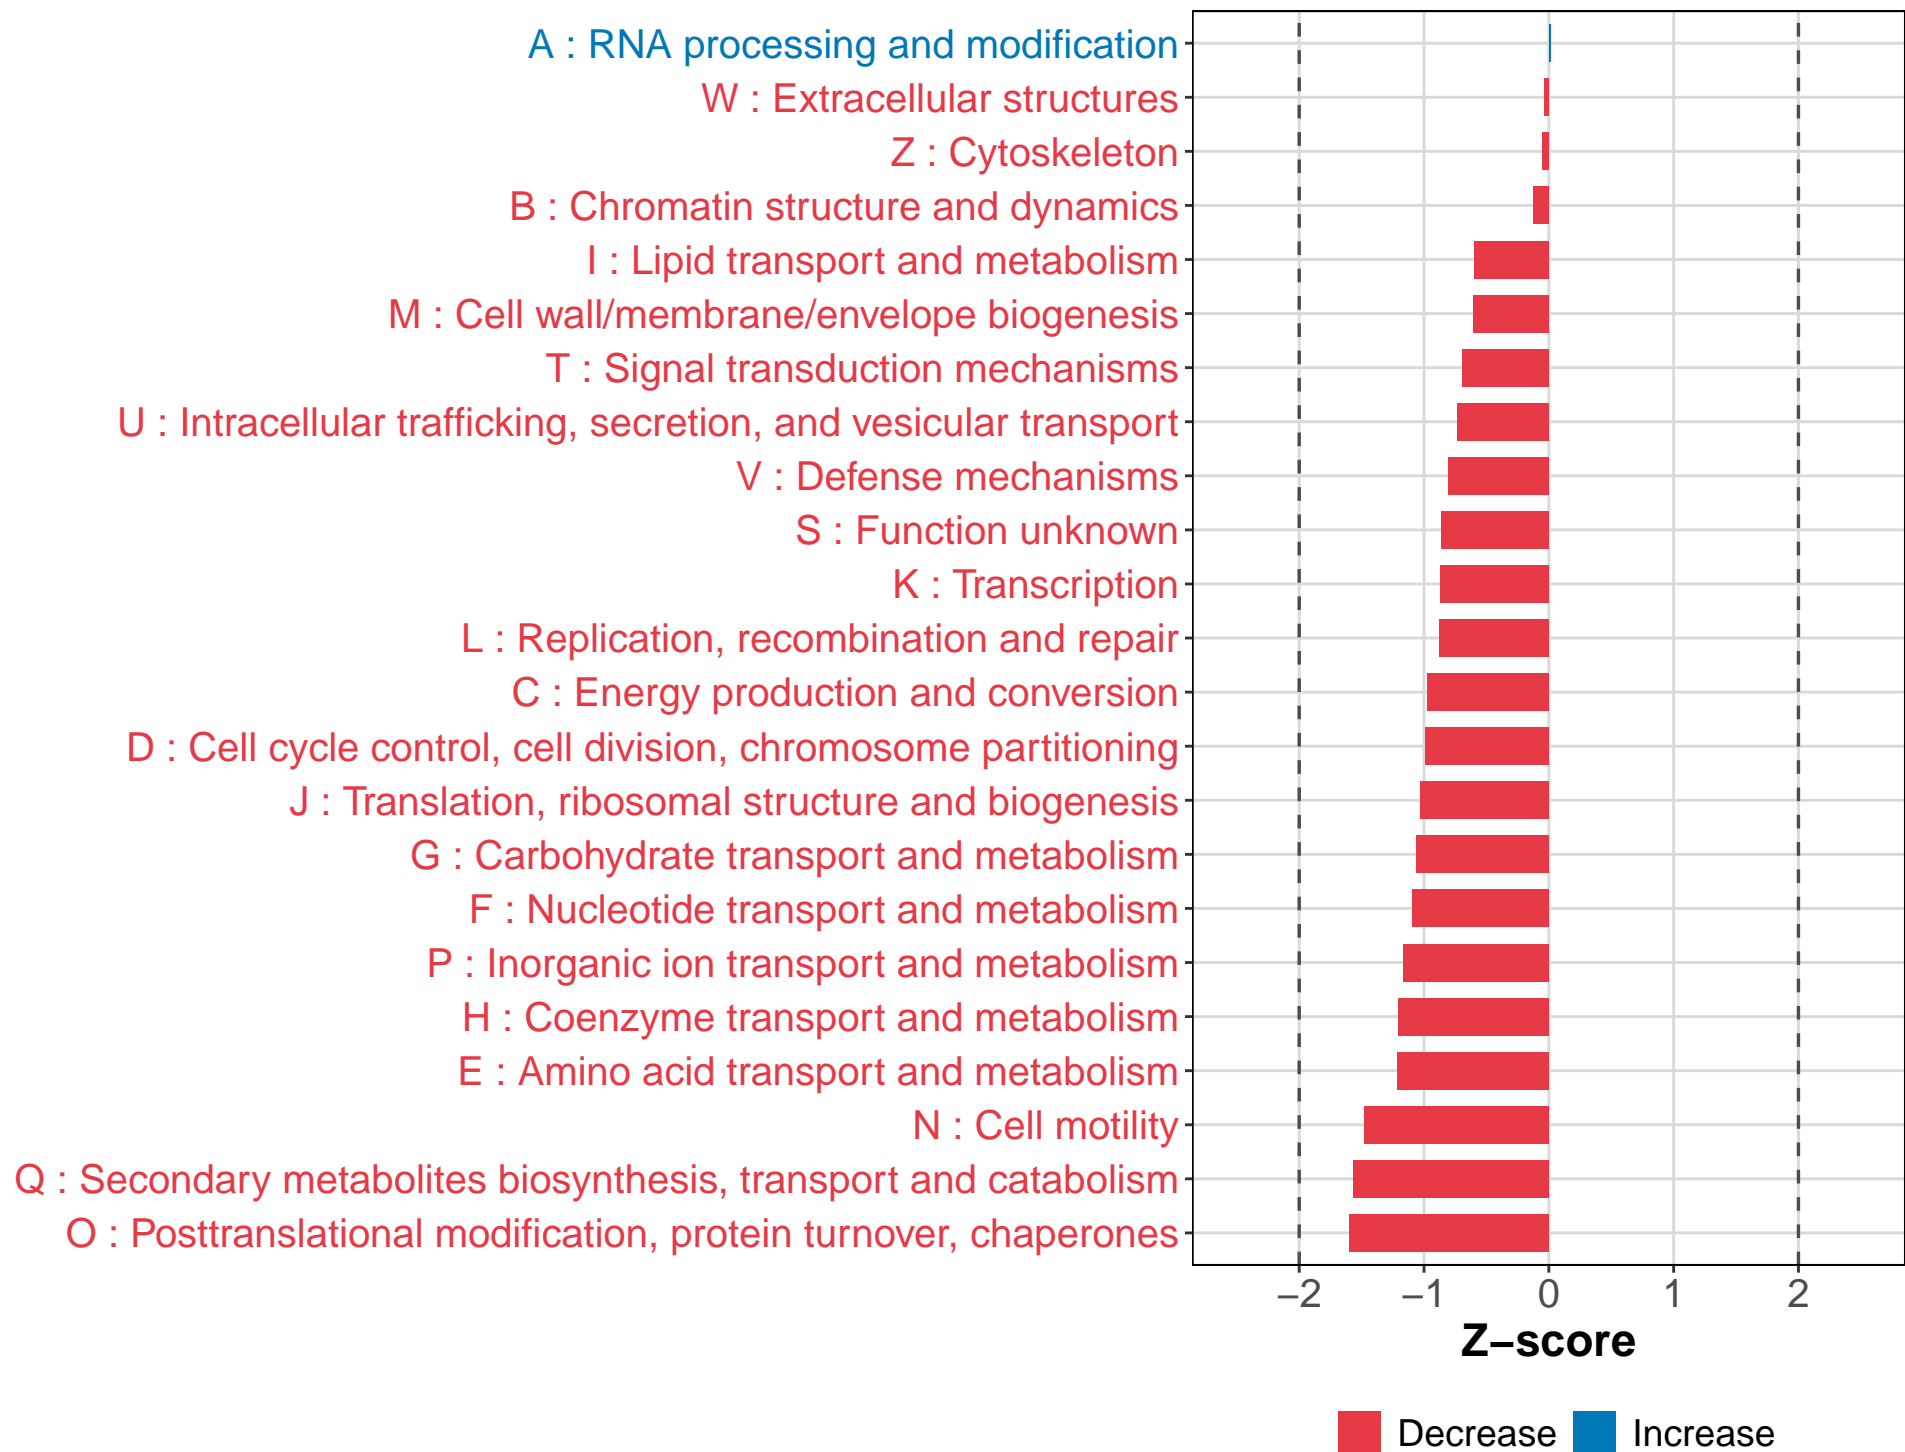 A : RNA processing and modification
W : Extracellular structures
Z : Cytoskeleton
B : Chromatin structure and dynamics
I : Lipid transport and metabolism
M : Cell wall/membrane/envelope biogenesis
T : Signal transduction mechanisms
U : Intracellular trafficking, secretion, and vesicular transport
V : Defense mechanisms
S : Function unknown
K : Transcription
L : Replication, recombination and repair
C : Energy production and conversion
D : Cell cycle control, cell division, chromosome partitioning
J : Translation, ribosomal structure and biogenesis
G : Carbohydrate transport and metabolism
F : Nucleotide transport and metabolism
P : Inorganic ion transport and metabolism
H : Coenzyme transport and metabolism
E : Amino acid transport and metabolism
N : Cell motility
Q : Secondary metabolites biosynthesis, transport and catabolism
O : Posttranslational modification, protein turnover, chaperones
−2 −1 0 1 2
Z−score
Decrease Increase